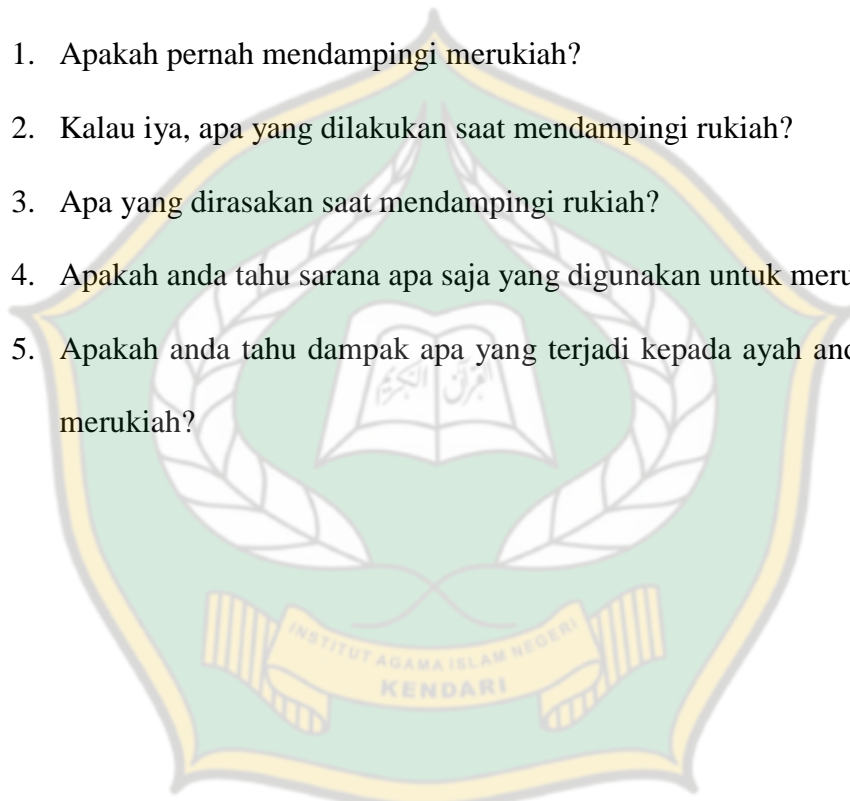 1. Apakah pernah mendampingi merukiah?
2. Kalau iya, apa yang dilakukan saat mendampingi rukiah?
3. Apa yang dirasakan saat mendampingi rukiah?
4. Apakah anda tahu sarana apa saja yang digunakan untuk meru
5. Apakah anda tahu dampak apa yang terjadi kepada ayah and
merukiah?
القرآن الكريم
INSTITUT AGAMA ISLAM NEGERI
KENDARI